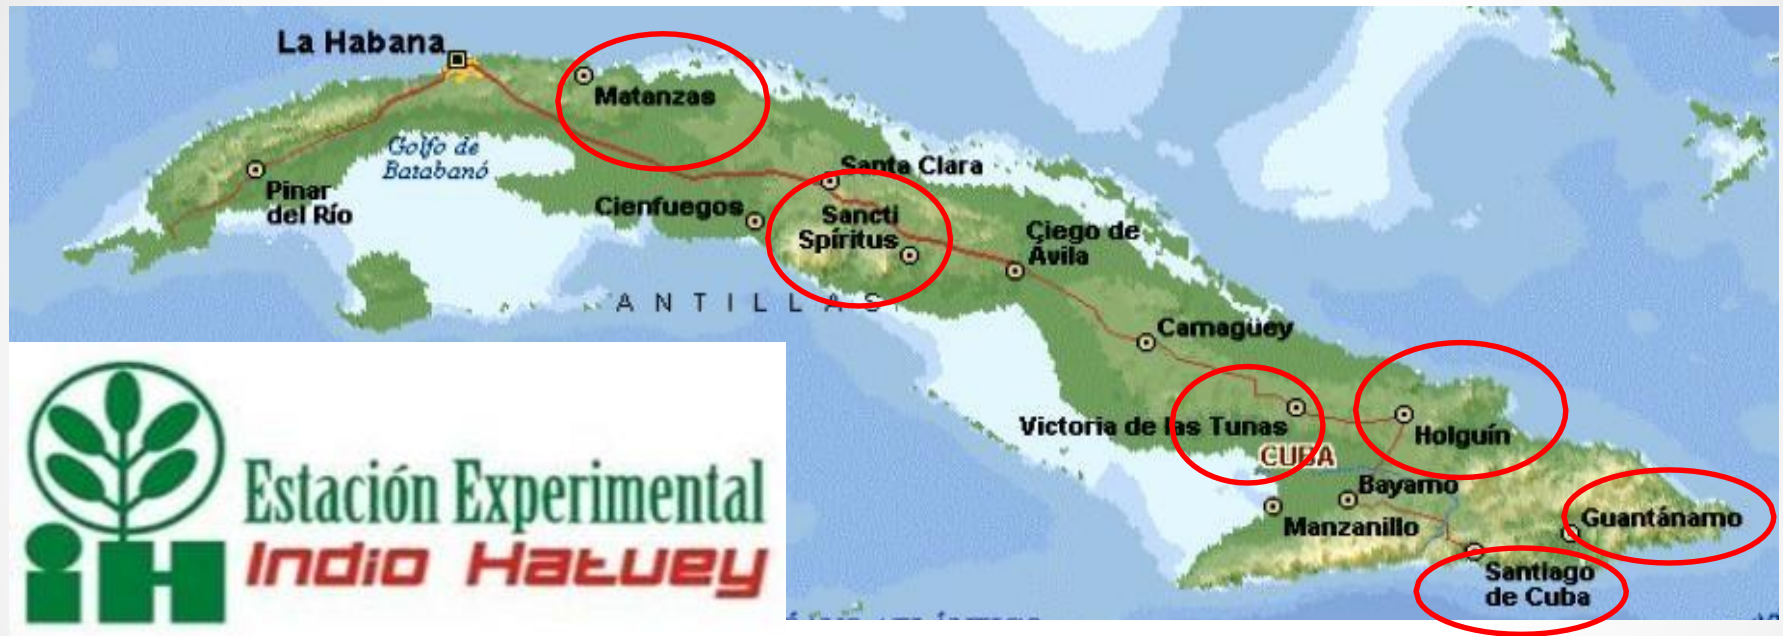 La Habana
Matanzas
Golfo de
Batabanó
Pinar
del Río
Santa Clara
Cienfuegos
Sancti
Spíritus
Ciego de
Ávila
ANTILLAS
Camagüey
Victoria de las Tunas
Holguín
CUBA
Bayamo
Manzanillo
Guantánamo
Santiago
de Cuba
Estación Experimental
Indio Hatuey
iH